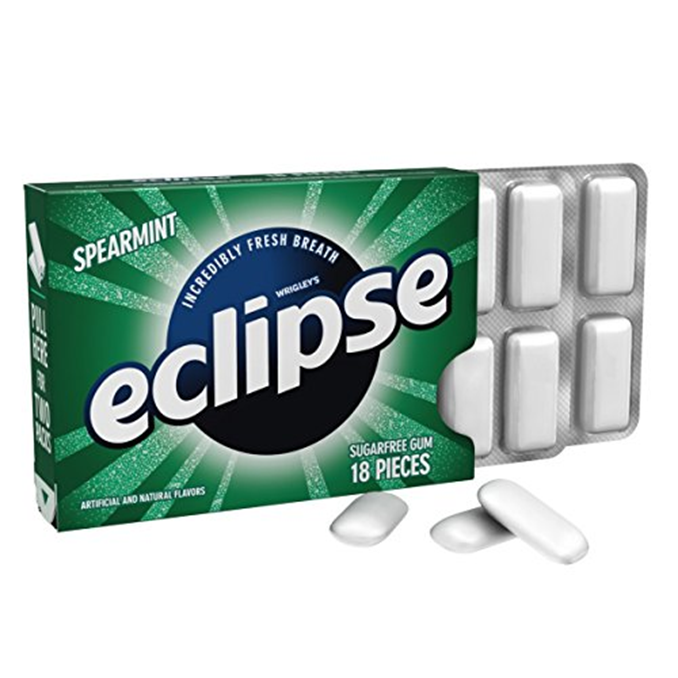 eclipse
SPEARMINT
INCREDIBLY FRESH BREATH
WRIGLEY'S
eclipse
SUGARFREE GUM
18 PIECES
ARTIFICIAL AND NATURAL FLAVORS
PULL
HERE
FOR
TWO
PACKS